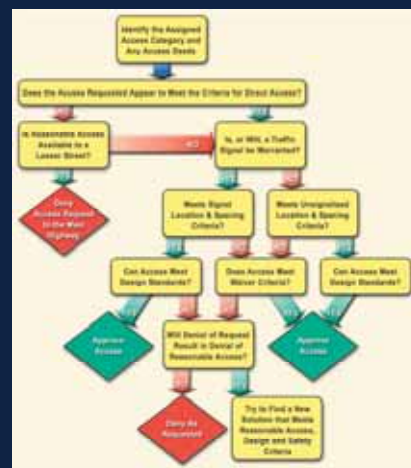 Identify the Assigned
Access Category and
Any Access Deeds
Does the Access Requested Appear to Meet the Criteria for Direct Access?
Is Reasonable Access
Available to a
Lesser Street?
NO
Is, or Will, a Traffic
Signal be Warranted?
Deny
Access Request
to the Main
Highway
Meets Signal
Location & Spacing
Criteria?
Meets Unsignalized
Location & Spacing
Criteria?
Can Access Meet
Design Standards?
Does Access Meet
Waiver Criteria?
Can Access Meet
Design Standards?
Approve
Access
Will Denial of Request
Result in Denial of
Reasonable Access?
Approve
Access
Deny As
Requested
Try to Find a New
Solution that Meets
Reasonable Access,
Design and Safety
Criteria